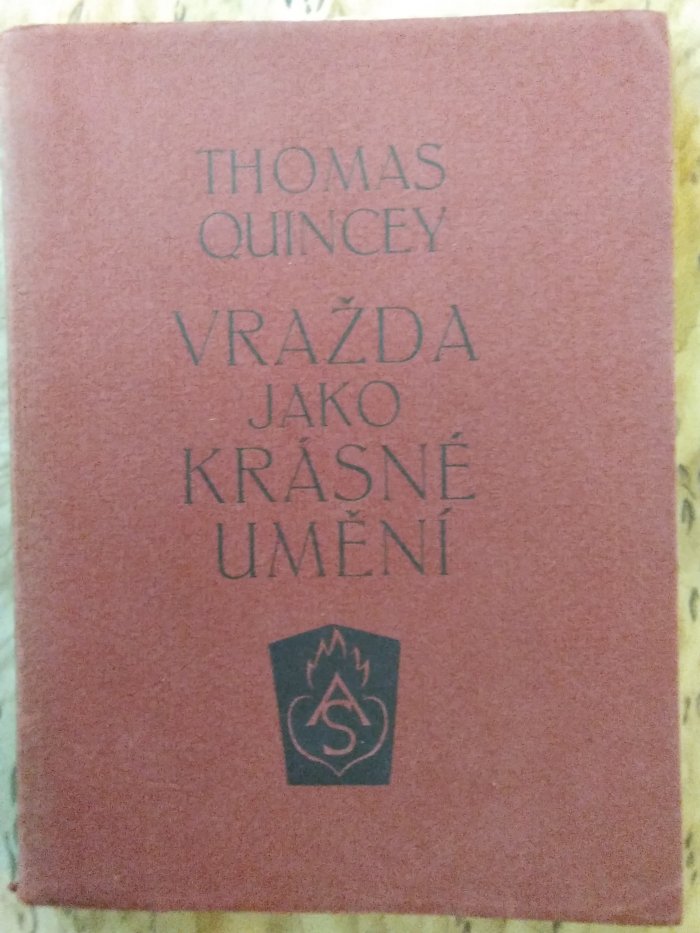 THOMAS
QUINCEY
VRAŽDA
JAKO
KRÁSNÉ
UMĚNÍ
AS